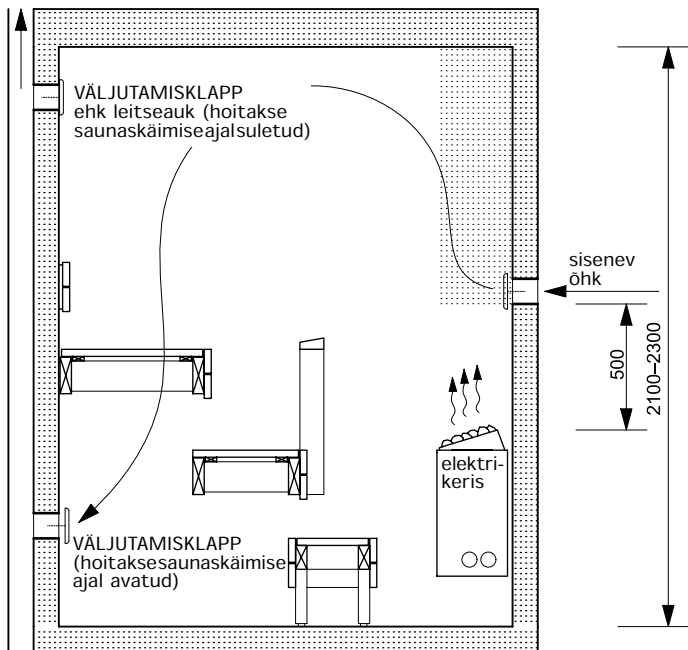 VÄLJUTAMISKLAPP
ehk leitseauk (hoitakse
saunaskäimiseajalsuletud)
sisenev
õhk
500
2100–2300
elektri-
keris
VÄLJUTAMISKLAPP
(hoitaksesaunaskäimise
ajal avatud)